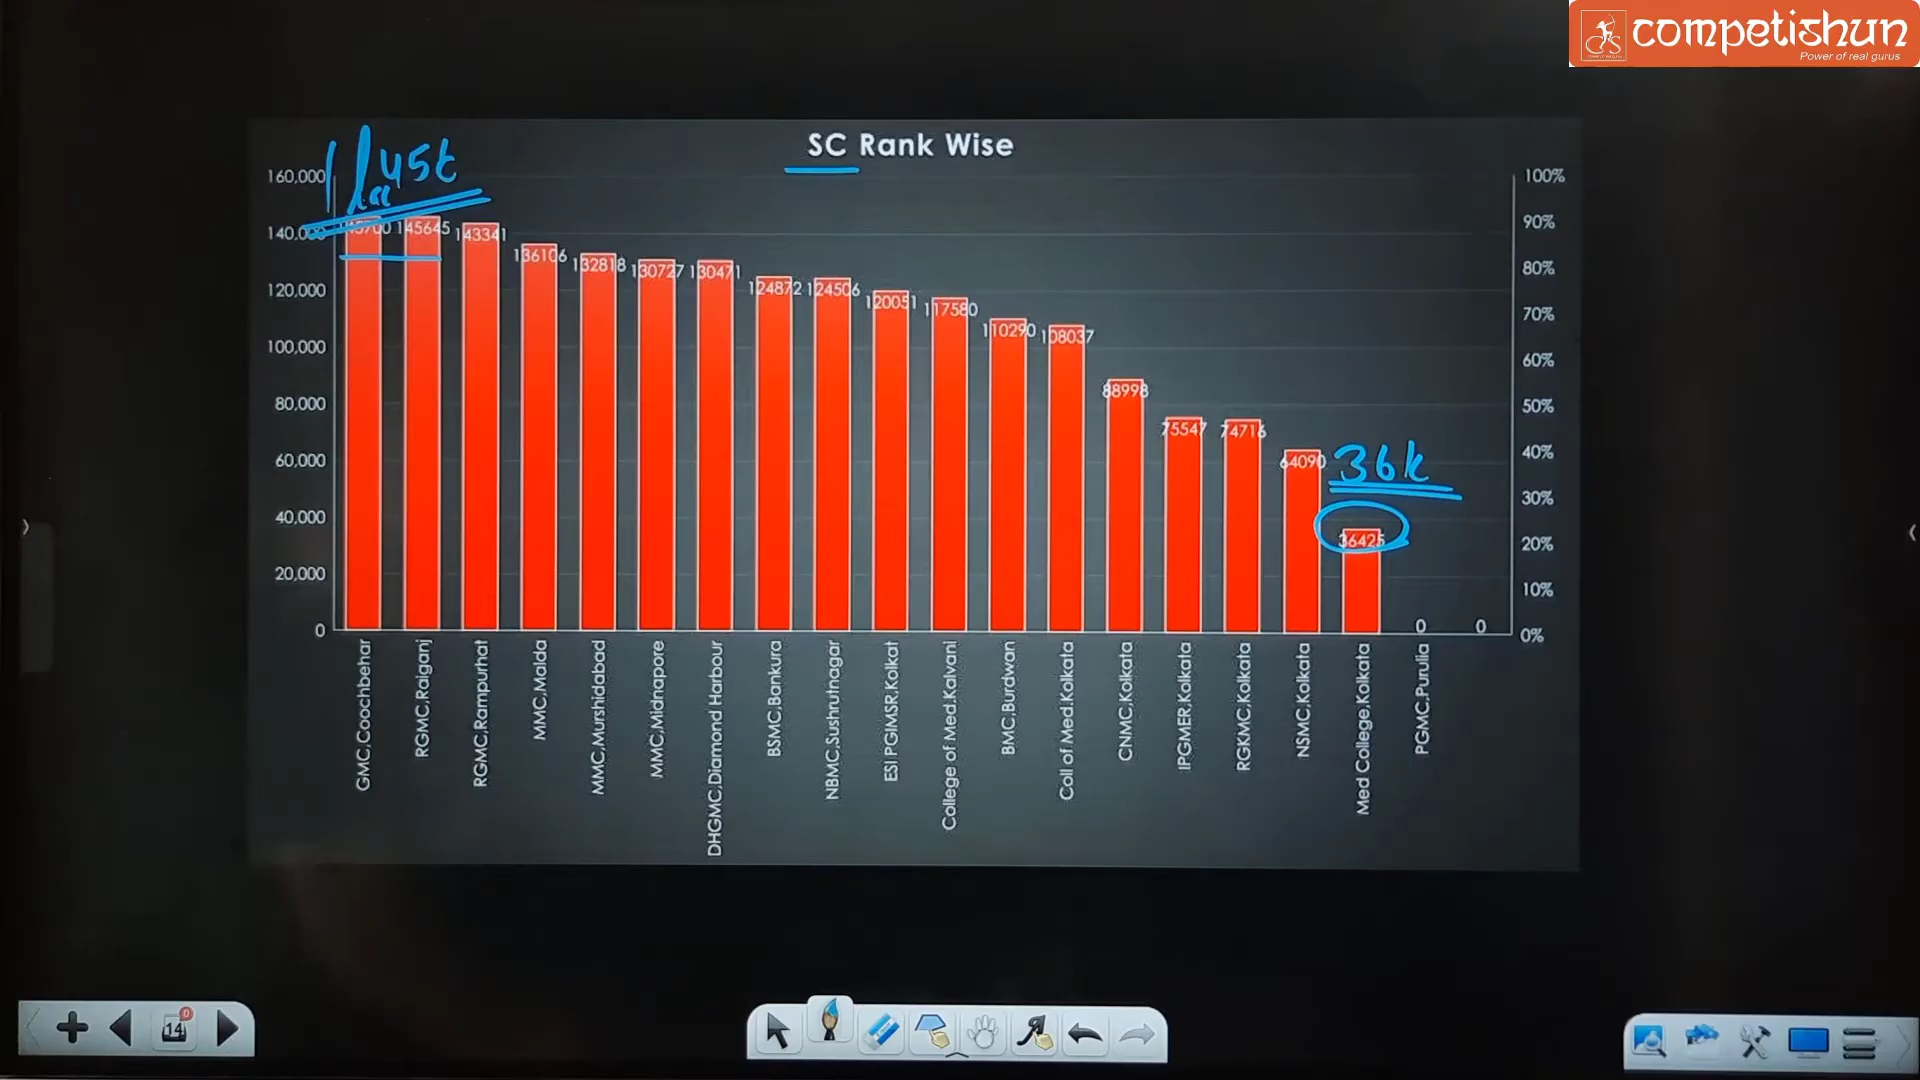 competishun
Power of real gurus
SC Rank Wise
1 lac 45t
160,000
140,000
120,000
100,000
80,000
60,000
40,000
20,000
0
100%
90%
80%
70%
60%
50%
40%
30%
20%
10%
0%
145645
143341
136106
132818
130727
130471
124872
124506
120051
117580
110290
108037
88998
75547
74716
64090
36k
36425
0
0
GMC,Coochbehar
RGMC,Raiganj
RGMC,Rampurhat
MMC,Malda
MMC,Murshidabad
MMC,Midnapore
DHGMC,Diamond Harbour
BSMC,Bankura
NBMC,Sushrutnagar
ESI PGIMSR,Kolkat
College of Med,Kalyani
BMC,Burdwan
Coll of Med,Kolkata
CNMC,Kolkata
IPGMER,Kolkata
RGKMC,Kolkata
NSMC,Kolkata
Med College,Kolkata
PGMC,Purulia
14
0